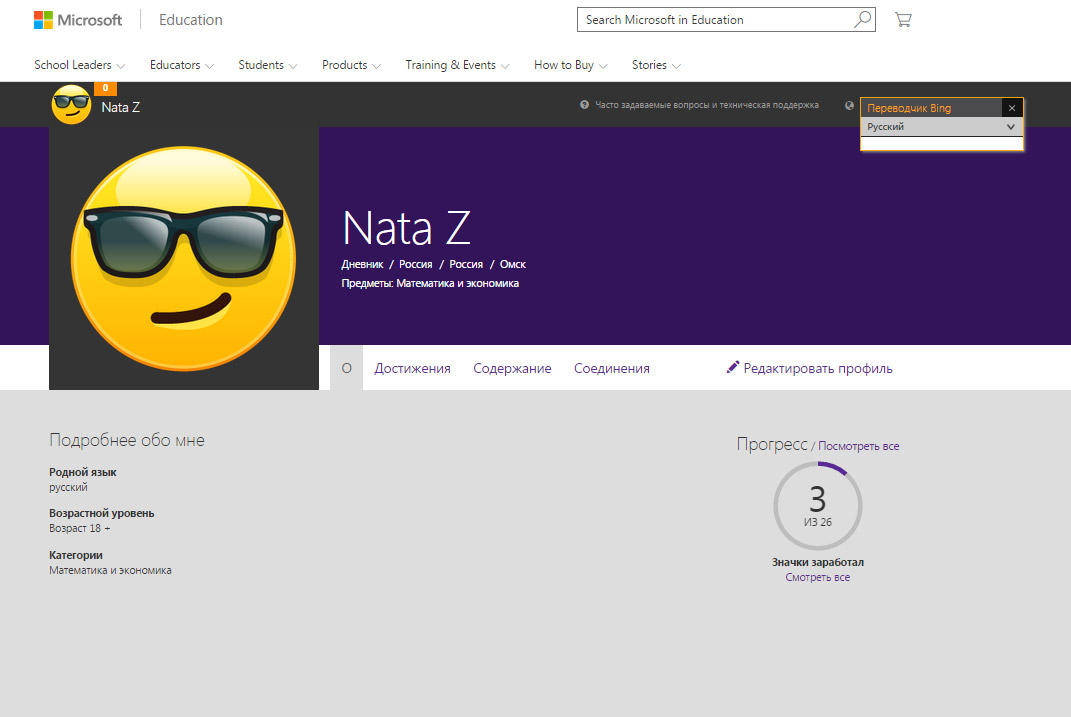 Microsoft Education
Search Microsoft in Education
School Leaders Educators Students Products Training & Events How to Buy Stories
0
Nata Z
Часто задаваемые вопросы и техническая поддержка
Переводчик Bing
Русский
Nata Z
Дневник / Россия / Россия / Омск
Предметы: Математика и экономика
О Достижения Содержание Соединения Редактировать профиль
Подробнее обо мне
Родной язык
русский
Возрастной уровень
Возраст 18 +
Категории
Математика и экономика
Прогресс / Посмотреть все
3
ИЗ 26
Значки заработал
Смотреть все